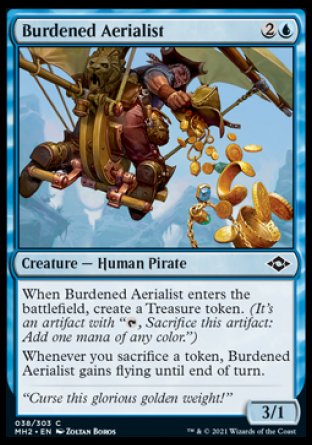 Burdened Aerialist 2
Creature — Human Pirate
When Burdened Aerialist enters the
battlefield, create a Treasure token. (It's
an artifact with “, Sacrifice this artifact:
Add one mana of any color.”)
Whenever you sacrifice a token, Burdened
Aerialist gains flying until end of turn.
“Curse this glorious golden weight!”
3/1
038/303 C
MH2 • EN Zoltan Boros
™ & © 2021 Wizards of the Coast